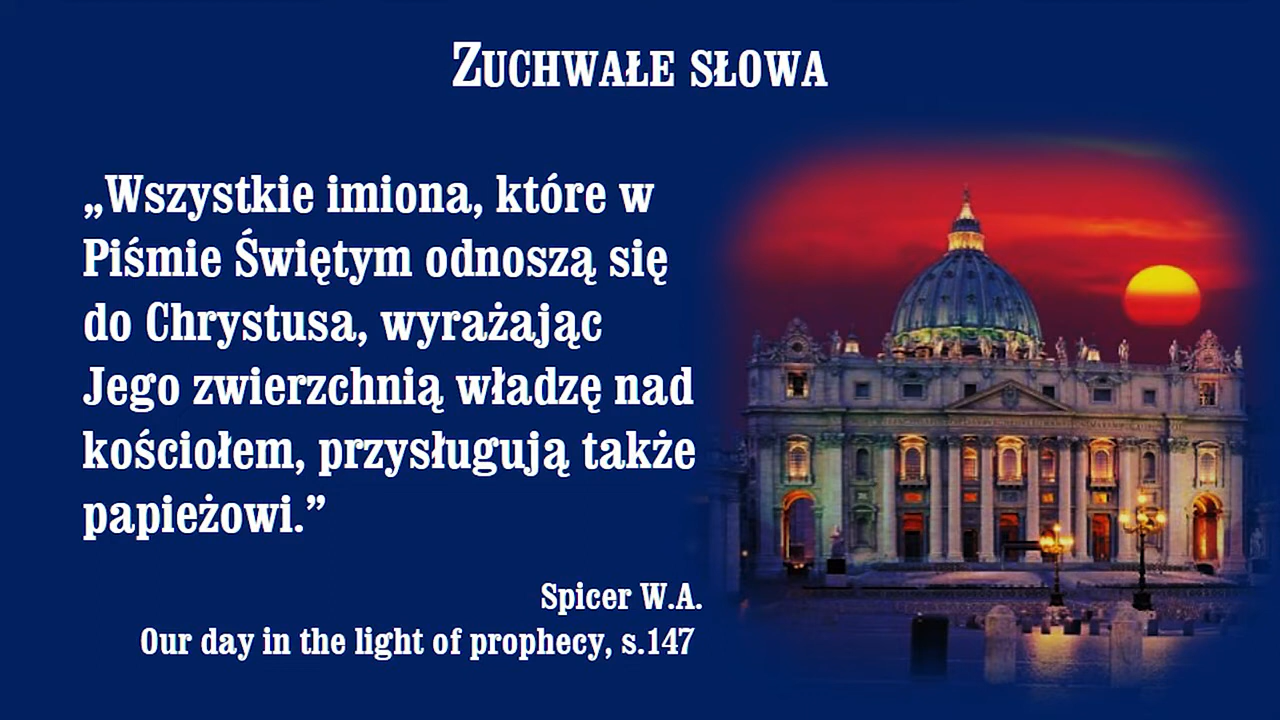 Zuchwałe słowa
„Wszystkie imiona, które w
Piśmie Świętym odnoszą się
do Chrystusa, wyrażając
Jego zwierzchnią władzę nad
kościołem, przysługują także
papieżowi.”
Spicer W.A.
Our day in the light of prophecy, s.147